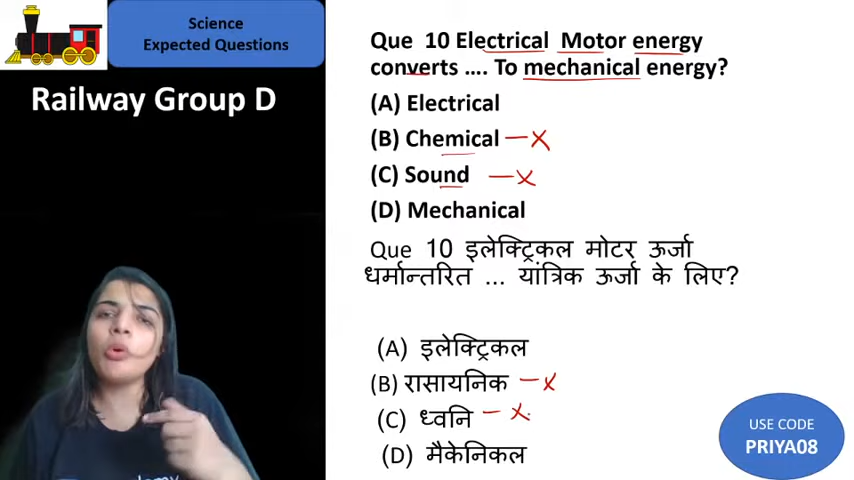 Science
Expected Questions
Railway Group D
Que 10 Electrical Motor energy
converts .... To mechanical energy?
(A) Electrical
(B) Chemical – x
(C) Sound – x
(D) Mechanical
Que 10 इलेक्ट्रिकल मोटर ऊर्जा
धर्मान्तरित ... यांत्रिक ऊर्जा के लिए?
(A) इलेक्ट्रिकल
(B) रासायनिक – x
(C) ध्वनि – x
(D) मैकेनिकल
USE CODE
PRIYA08